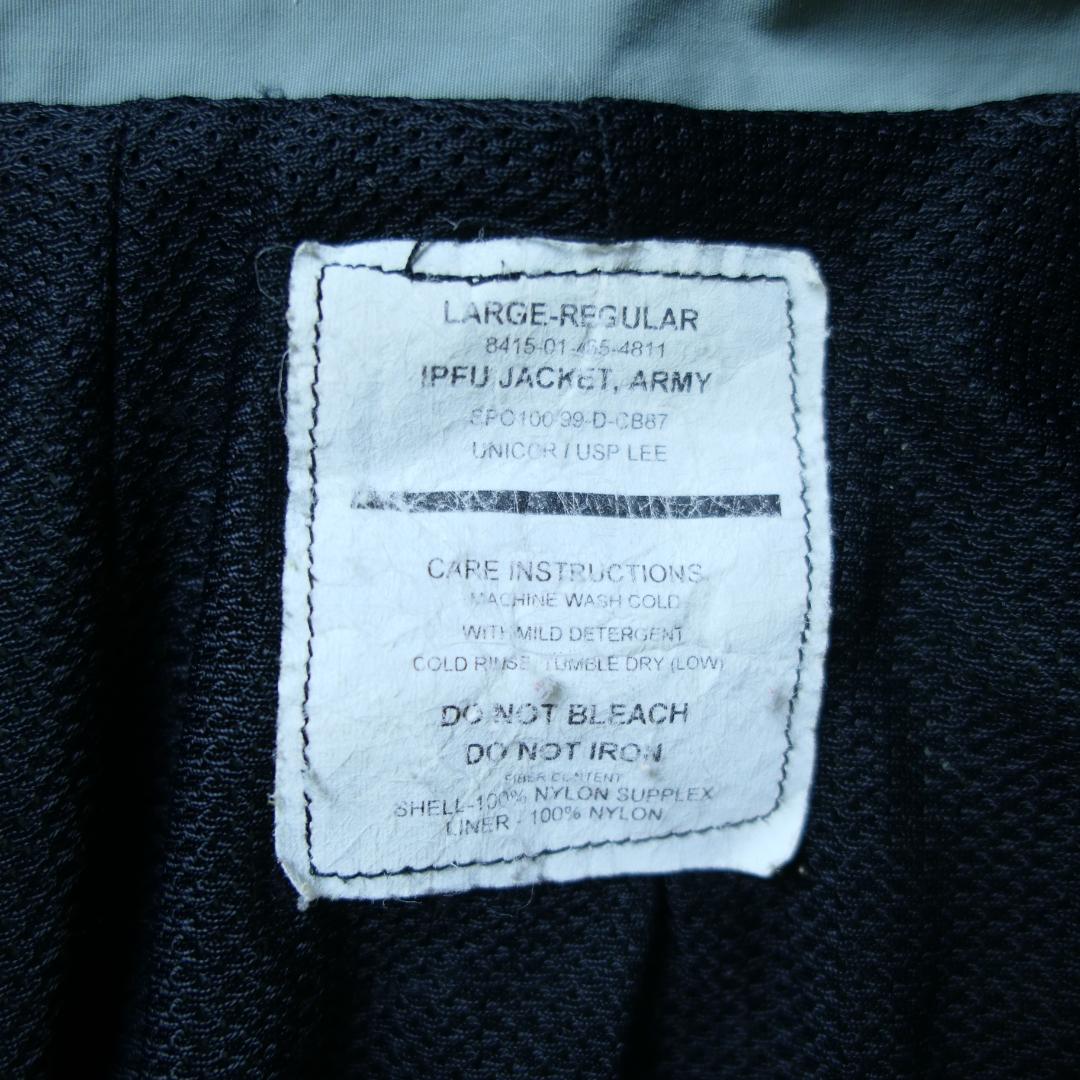 LARGE-REGULAR
8415-01-465-4811
IPFU JACKET, ARMY
SPO100 99-D-CB87
UNICOR / USP LEE
CARE INSTRUCTIONS
MACHINE WASH COLD
WITH MILD DETERGENT
COLD RINSE, TUMBLE DRY (LOW)
DO NOT BLEACH
DO NOT IRON
FIBER CONTENT
SHELL-100% NYLON SUPPLEX
LINER - 100% NYLON